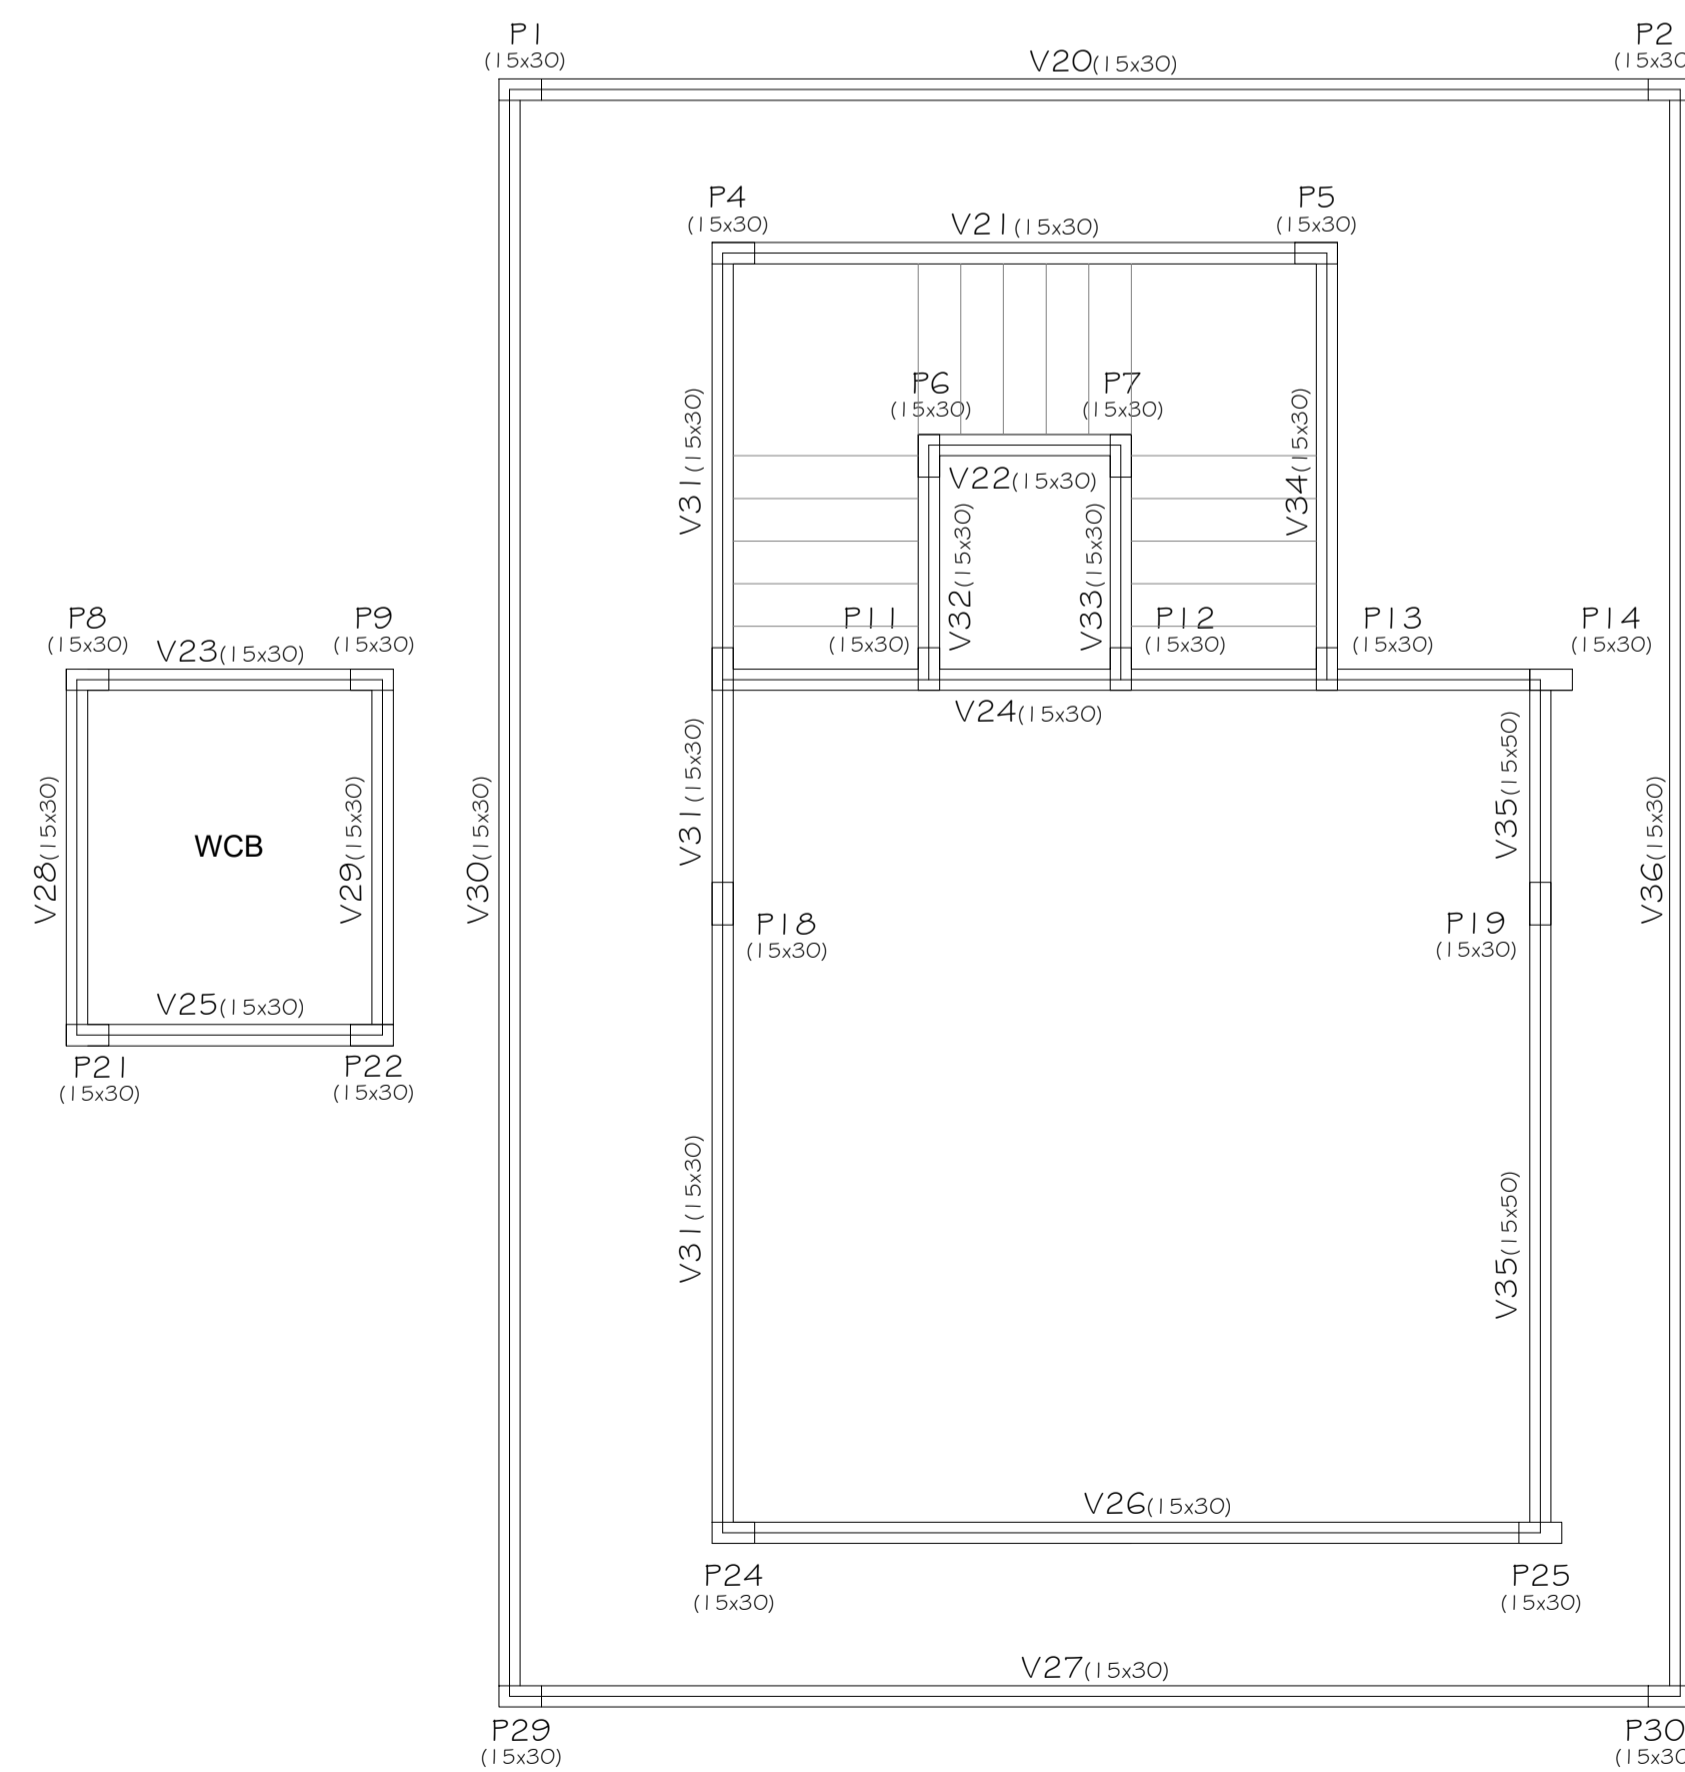 P1
(15x30)
V20(15x30)
P2
(15x30
P4
(15x30)
V21(15x30)
P5
(15x30)
P6
(15x30)
P7
(15x30)
V31(15x30)
V34(15x30)
V22(15x30)
V32(15x30)
V33(15x30)
P8
(15x30)
V23(15x30)
P9
(15x30)
P11
(15x30)
P12
(15x30)
P13
(15x30)
P14
(15x30)
V24(15x30)
V28(15x30)
WCB
V29(15x30)
V30(15x30)
V31(15x30)
V35(15x50)
V36(15x30)
P18
(15x30)
P19
(15x30)
V25(15x30)
P21
(15x30)
P22
(15x30)
V31(15x30)
V35(15x50)
V26(15x30)
P24
(15x30)
P25
(15x30)
V27(15x30)
P29
(15x30)
P30
(15x30